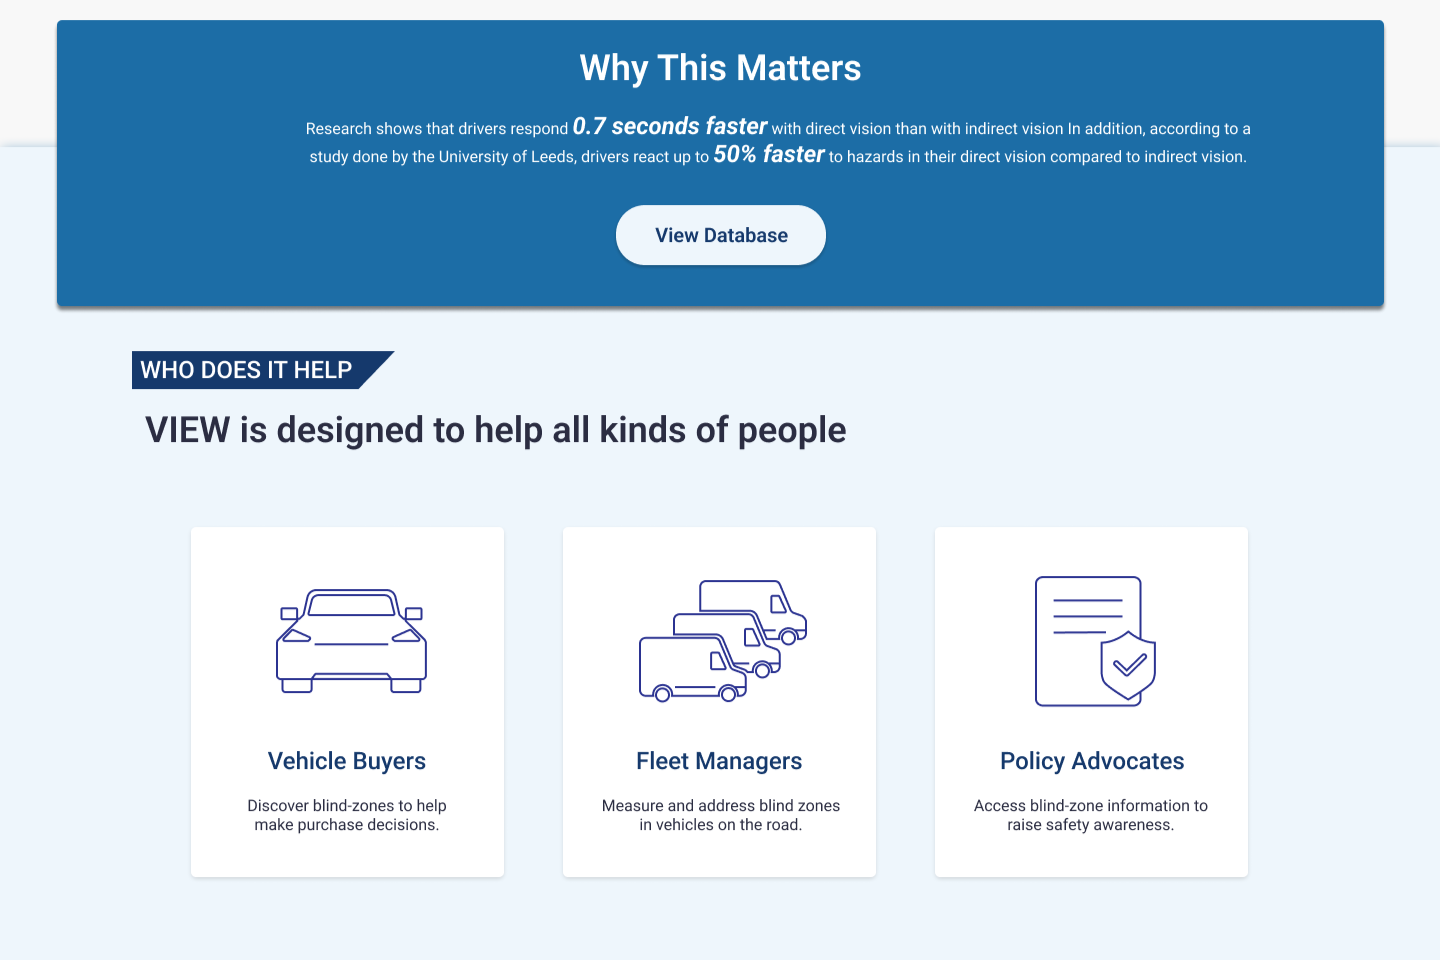 Why This Matters
Research shows that drivers respond 0.7 seconds faster with direct vision than with indirect vision In addition, according to a
study done by the University of Leeds, drivers react up to 50% faster to hazards in their direct vision compared to indirect vision.
View Database
WHO DOES IT HELP
VIEW is designed to help all kinds of people
Vehicle Buyers
Discover blind-zones to help
make purchase decisions.
Fleet Managers
Measure and address blind zones
in vehicles on the road.
Policy Advocates
Access blind-zone information to
raise safety awareness.